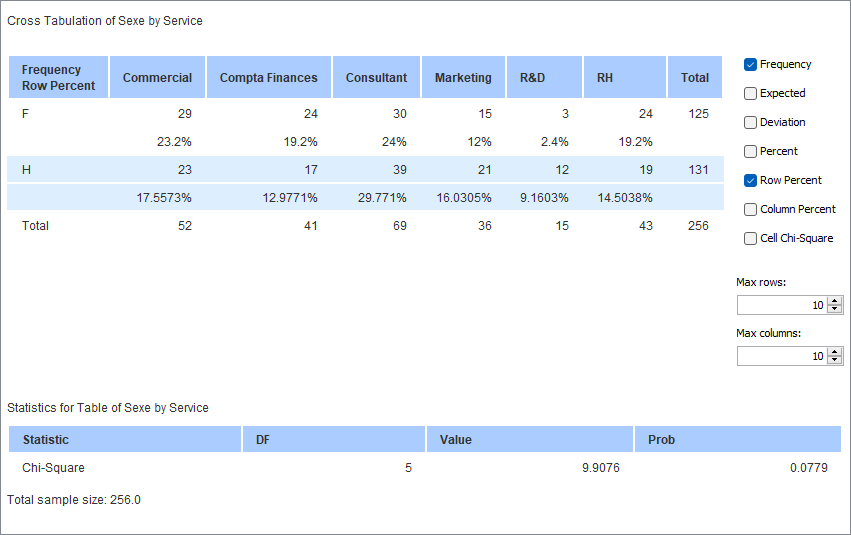 Cross Tabulation of Sexe by Service
Frequency
Row Percent Commercial Compta Finances Consultant Marketing R&D RH Total
F 29 24 30 15 3 24 125
23.2% 19.2% 24% 12% 2.4% 19.2%
H 23 17 39 21 12 19 131
17.5573% 12.9771% 29.771% 16.0305% 9.1603% 14.5038%
Total 52 41 69 36 15 43 256
Frequency
Expected
Deviation
Percent
Row Percent
Column Percent
Cell Chi-Square
Max rows:
10
Max columns:
10
Statistics for Table of Sexe by Service
Statistic DF Value Prob
Chi-Square 5 9.9076 0.0779
Total sample size: 256.0